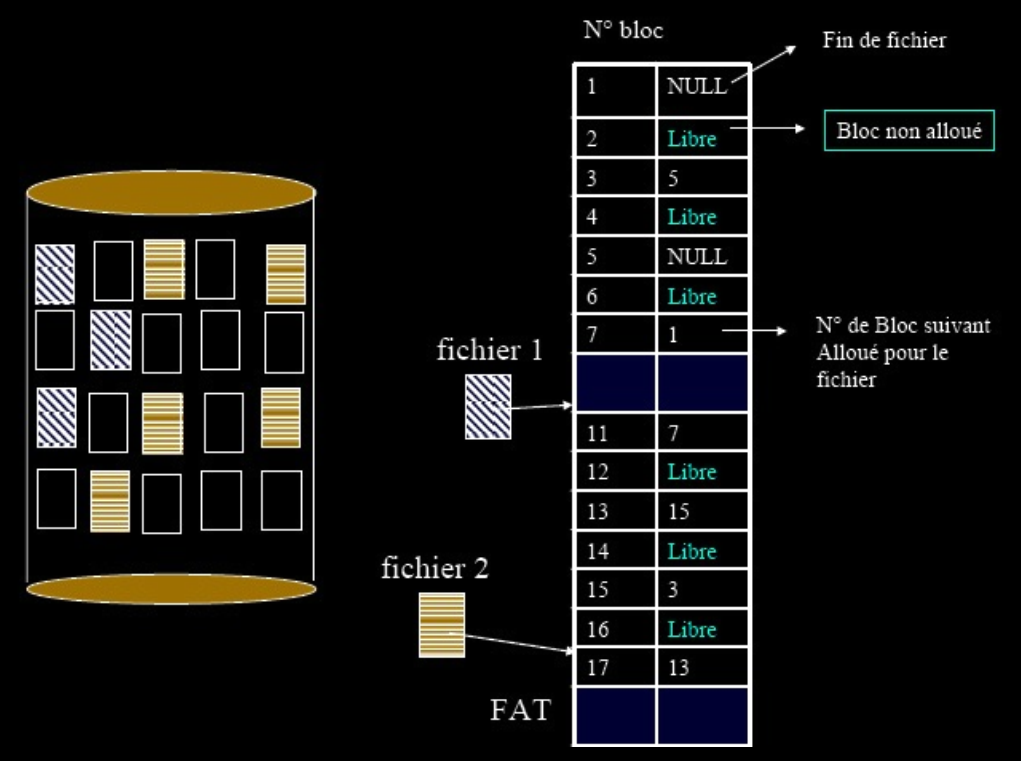 N° bloc
Fin de fichier
1 NULL
Bloc non alloué
2 Libre
3 5
4 Libre
5 NULL
6 Libre
7 1
N° de Bloc suivant
Alloué pour le
fichier
fichier 1
11 7
12 Libre
13 15
14 Libre
fichier 2
15 3
16 Libre
17 13
FAT